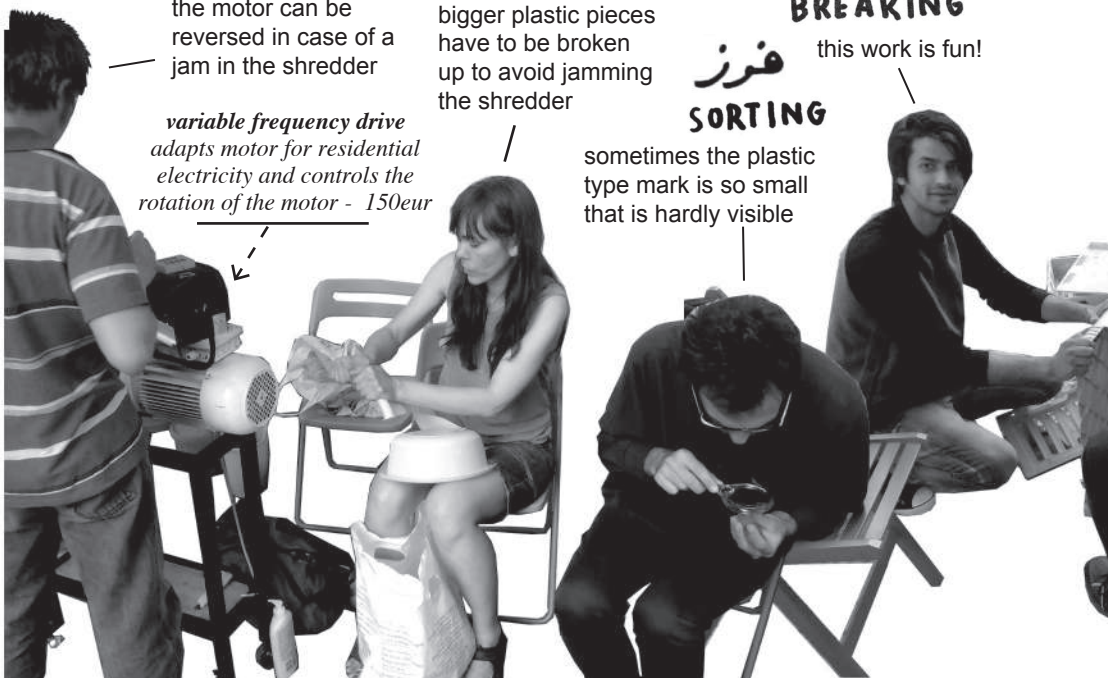 the motor can be
reversed in case of a
jam in the shredder
variable frequency drive
adapts motor for residential
electricity and controls the
rotation of the motor - 150eur
bigger plastic pieces
have to be broken
up to avoid jamming
the shredder
BREAKING
this work is fun!
فوز
SORTING
sometimes the plastic
type mark is so small
that is hardly visible